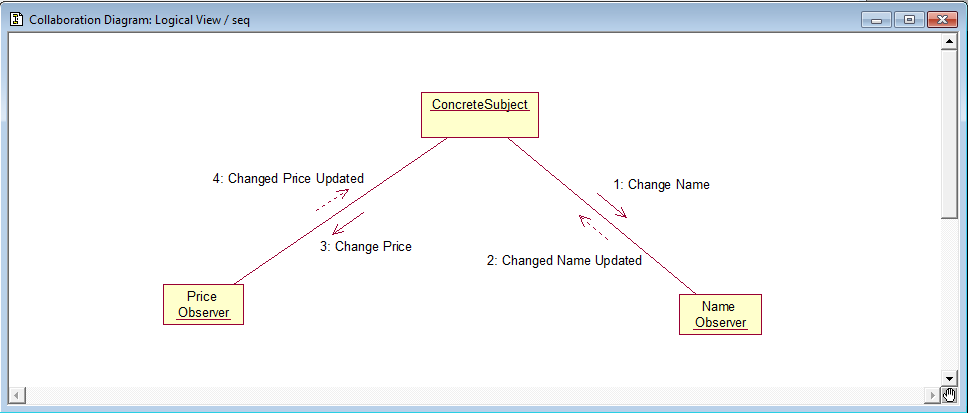 Collaboration Diagram: Logical View / seq
ConcreteSubject
4: Changed Price Updated
1: Change Name
3: Change Price
2: Changed Name Updated
Price
Observer
Name
Observer